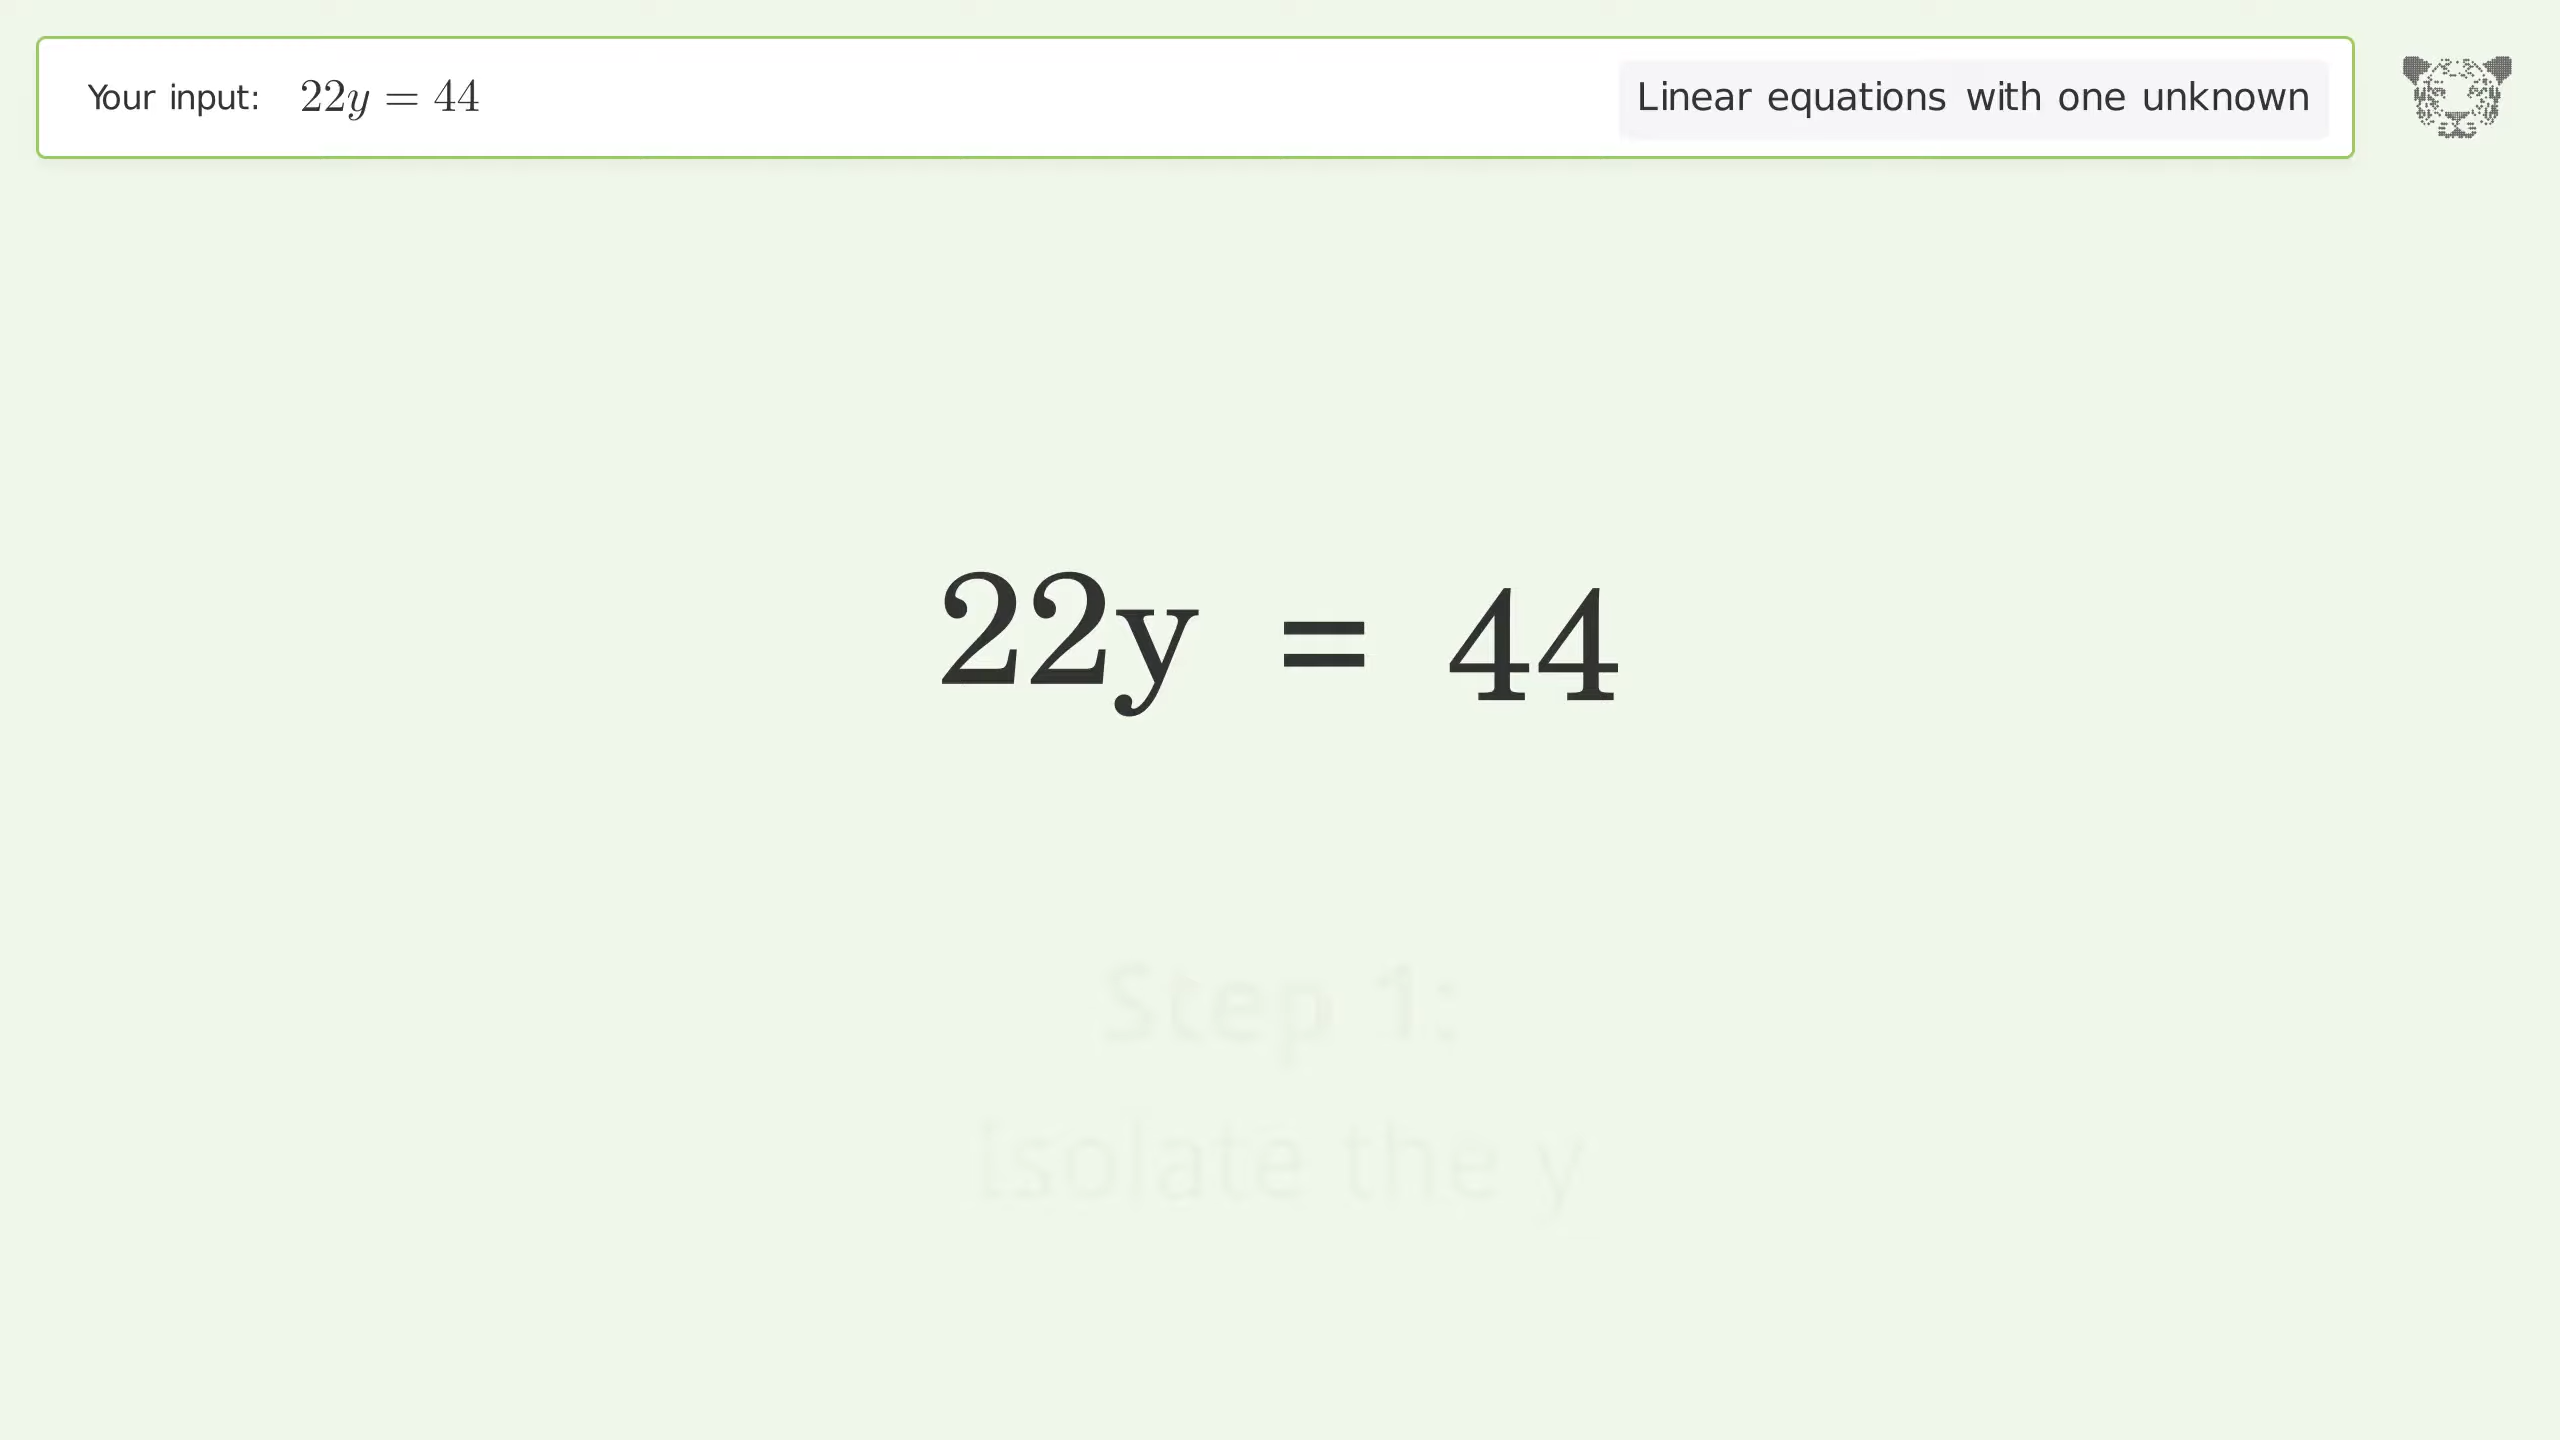 Your input: 22y = 44
Linear equations with one unknown
22y = 44
Step 1:
Isolate the y